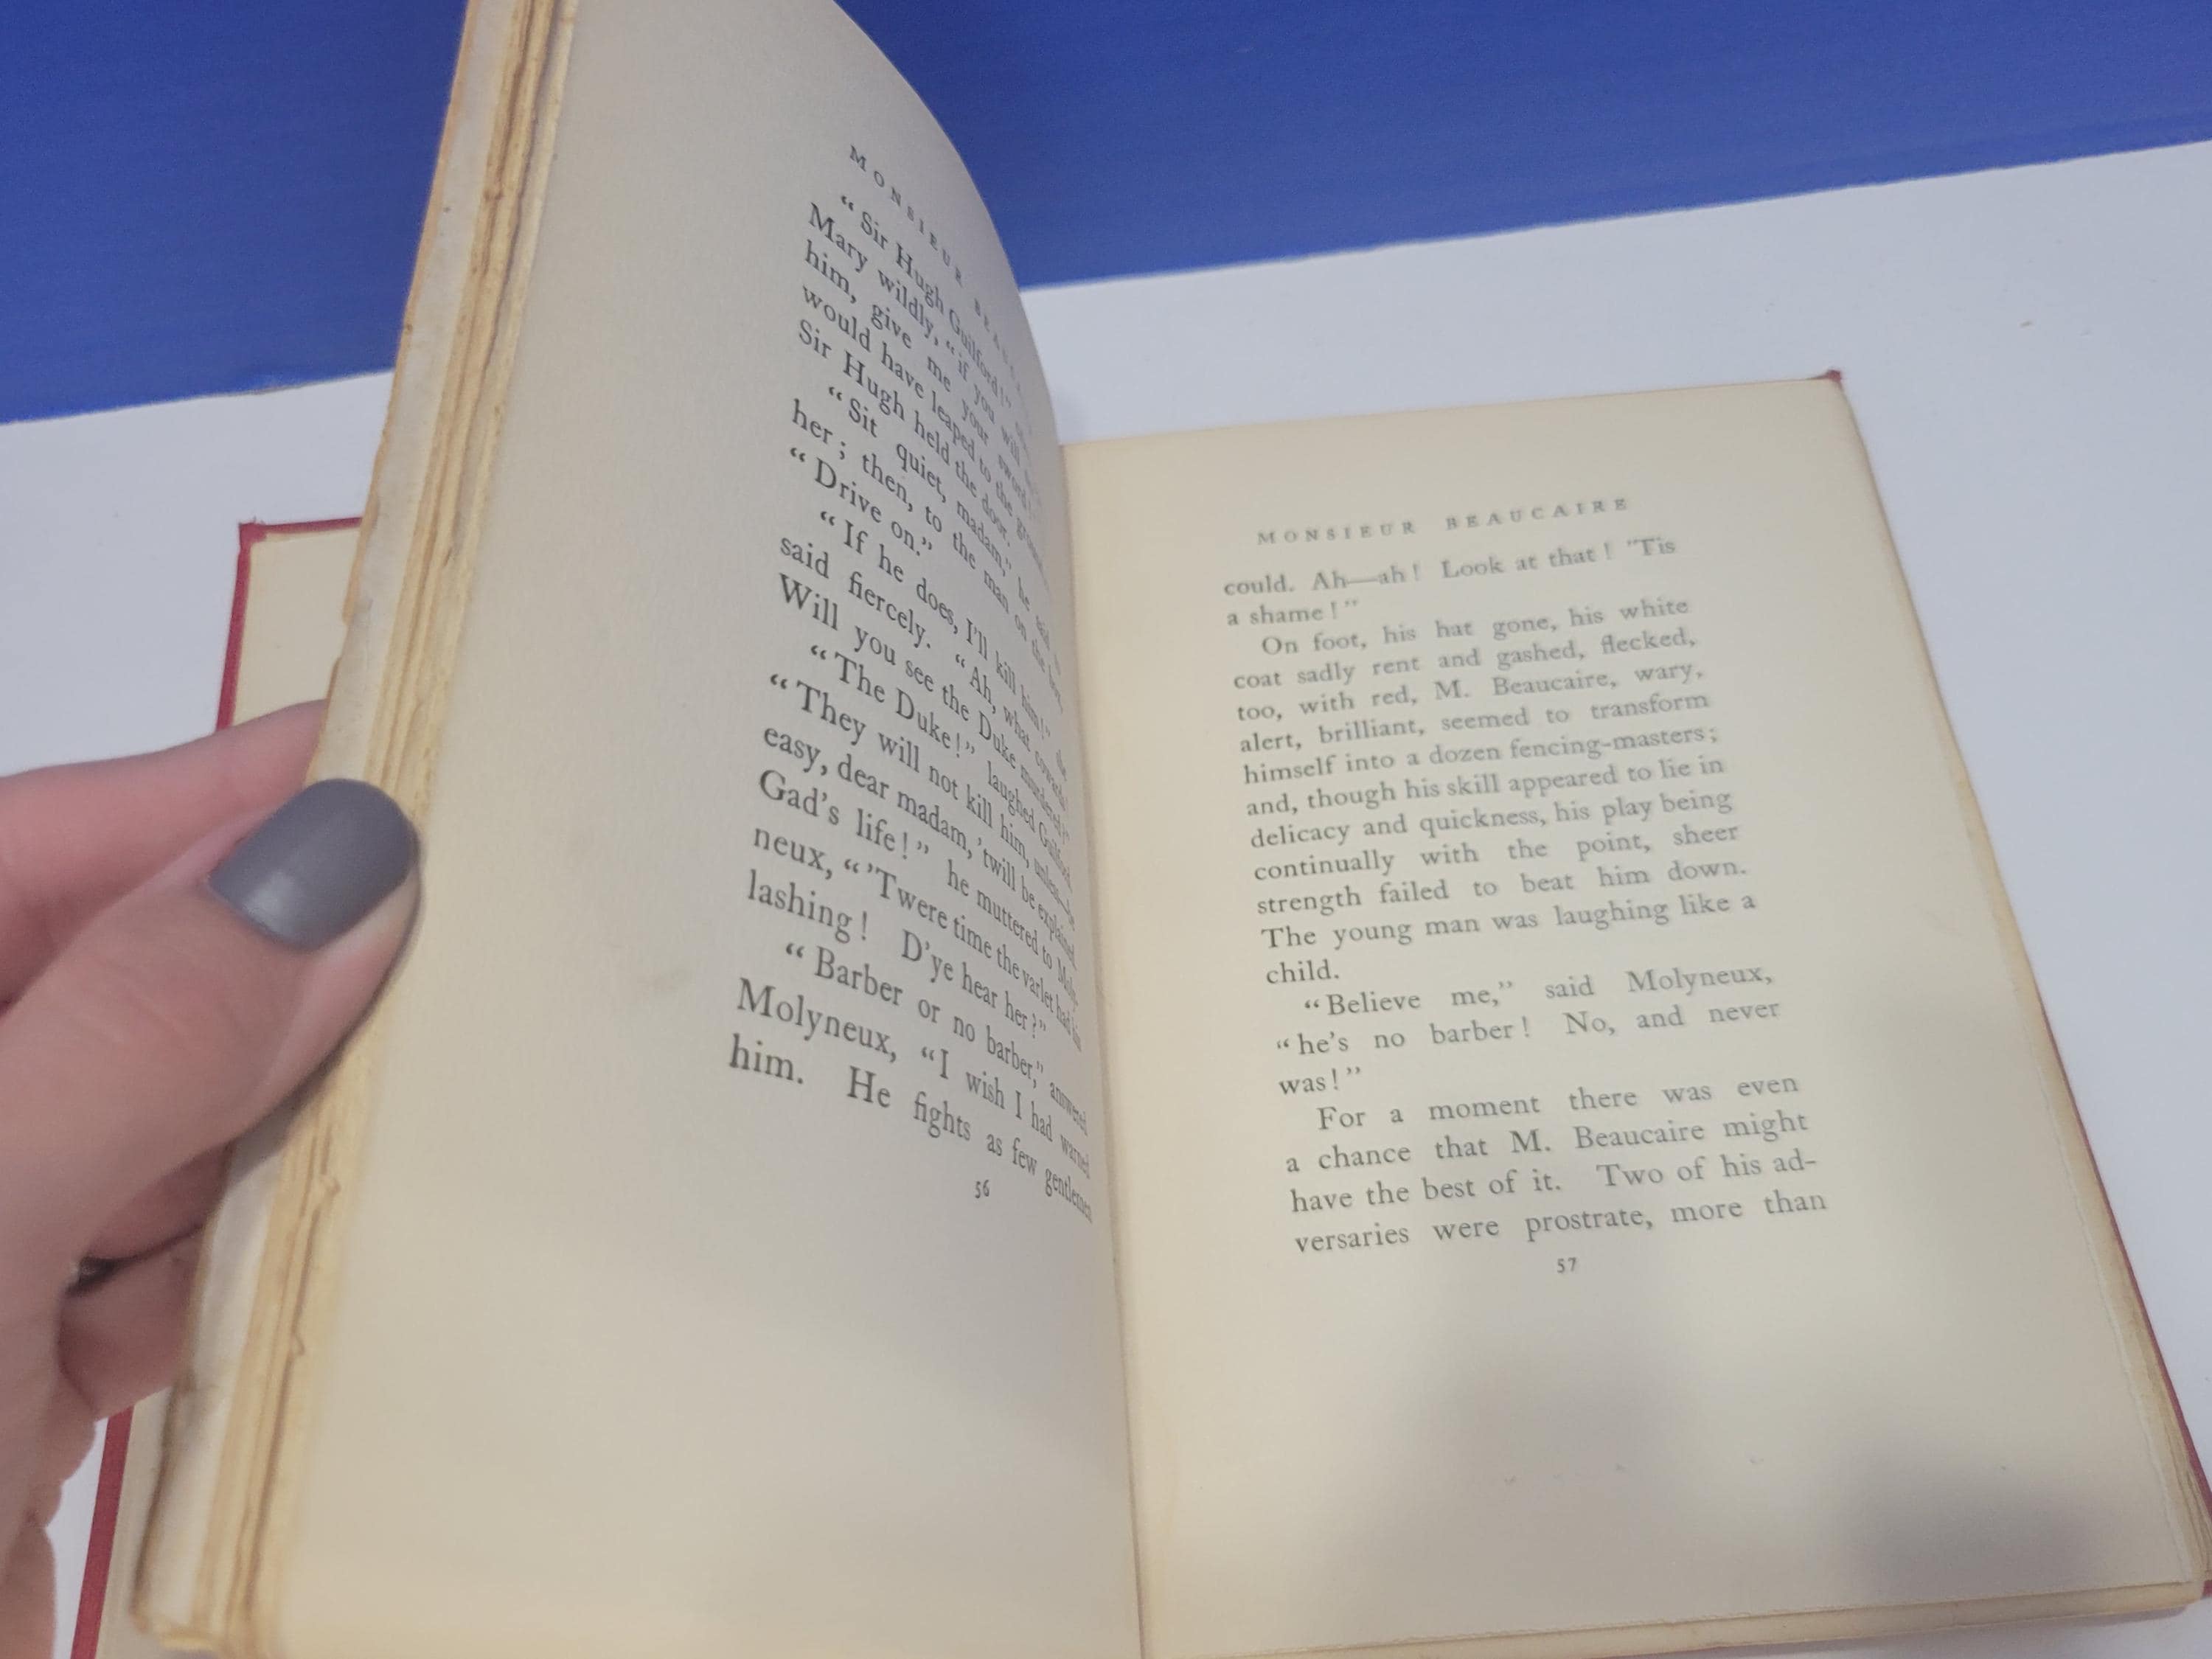 MONSIEUR
"Sir Hugh Guilford!"
Mary wildly, "if you will
him, give me your sword!
would have leaped to the
Sir Hugh held the door.
"Sit quiet, madam," he said to
her; then, to the man on the box,
"Drive on."
"If he does, I'll kill him!" she
said fiercely. "Ah, what
Will you see the Duke murdered?"
"The Duke!" laughed Guilford.
"They will not kill him, unless—be
easy, dear madam, 'twill be explained.
Gad's life!" he muttered to Moly-
neux, "'Twere time the varlet had his
lashing! D'ye hear her?"
"Barber or no barber," answered
Molyneux, "I wish I had warned
him. He fights as few gentlemen
56
MONSIEUR BEAUCAIRE
could. Ah—ah! Look at that! 'Tis
a shame!"
On foot, his hat gone, his white
coat sadly rent and gashed, flecked,
too, with red, M. Beaucaire, wary,
alert, brilliant, seemed to transform
himself into a dozen fencing-masters;
and, though his skill appeared to lie in
delicacy and quickness, his play being
continually with the point, sheer
strength failed to beat him down.
The young man was laughing like a
child.
"Believe me," said Molyneux,
"he's no barber! No, and never
was!"
For a moment there was even
a chance that M. Beaucaire might
have the best of it. Two of his ad-
versaries were prostrate, more than
57